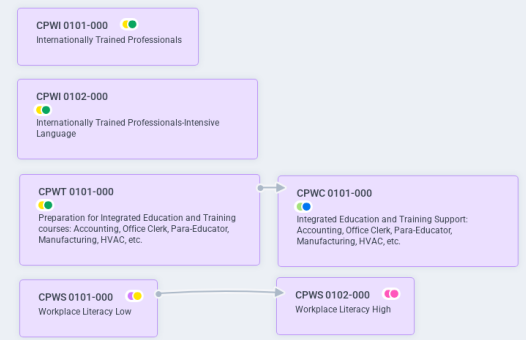 CPWI 0101-000
Internationally Trained Professionals
CPWI 0102-000
Internationally Trained Professionals-Intensive
Language
CPWT 0101-000
Preparation for Integrated Education and Training
courses: Accounting, Office Clerk, Para-Educator,
Manufacturing, HVAC, etc.
CPWC 0101-000
Integrated Education and Training Support:
Accounting, Office Clerk, Para-Educator,
Manufacturing, HVAC, etc.
CPWS 0101-000
Workplace Literacy Low
CPWS 0102-000
Workplace Literacy High